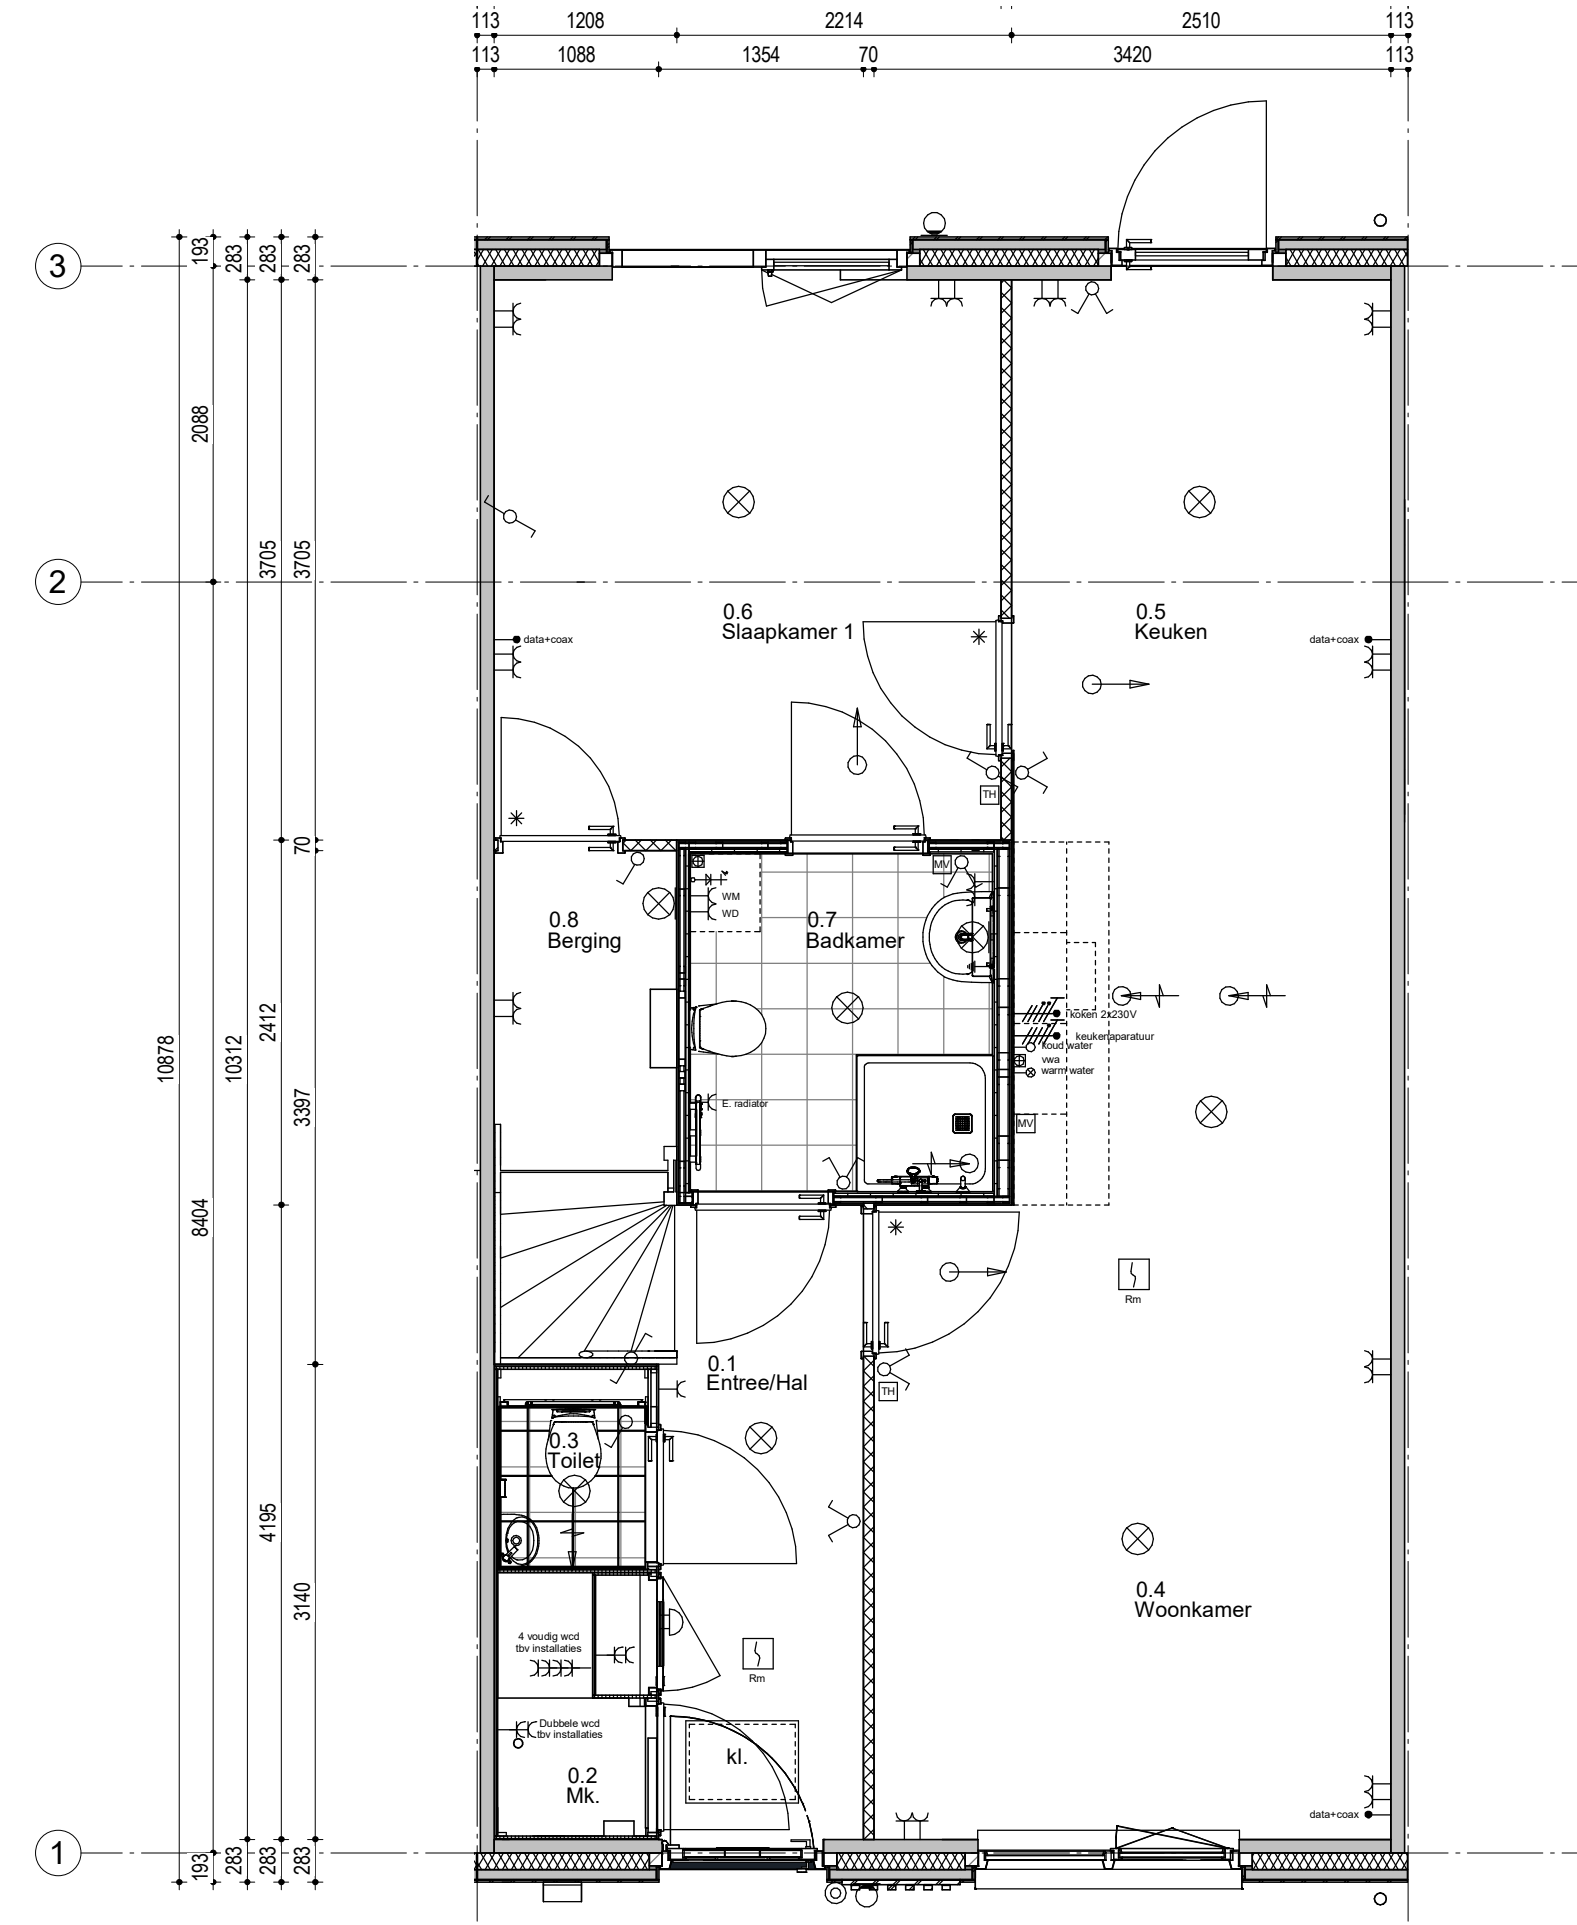 113 1208 2214 2510 113
113 1088 1354 70 3420 113
3
193 283 283 283
2088
3705 3705
2
0.6
Slaapkamer 1
0.5
Keuken
data+coax
data+coax
TH
70
MV
WM
WD
0.8
Berging
0.7
Badkamer
10878 10312 2412
koken 2x230V
keukenaparatuur
koud water
vwa
warm water
3397
E. radiator
MV
8404
Rm
0.1
Entree/Hal
TH
0.3
Toilet
4195
3140
0.4
Woonkamer
4 voudig wcd
tbv installaties
Rm
Dubbele wcd
tbv installaties
kl.
0.2
Mk.
data+coax
1
193 283 283 283